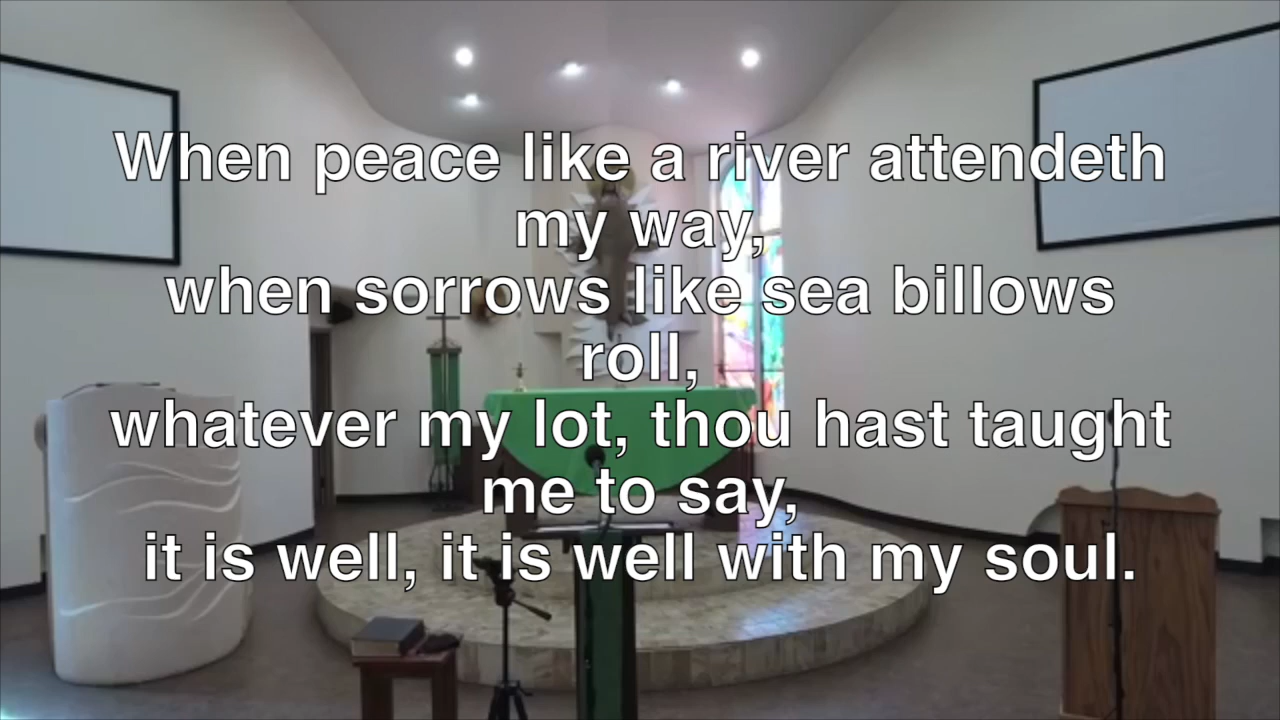 When peace like a river attendeth
my way,
when sorrows like sea billows
roll,
whatever my lot, thou hast taught
me to say,
it is well, it is well with my soul.